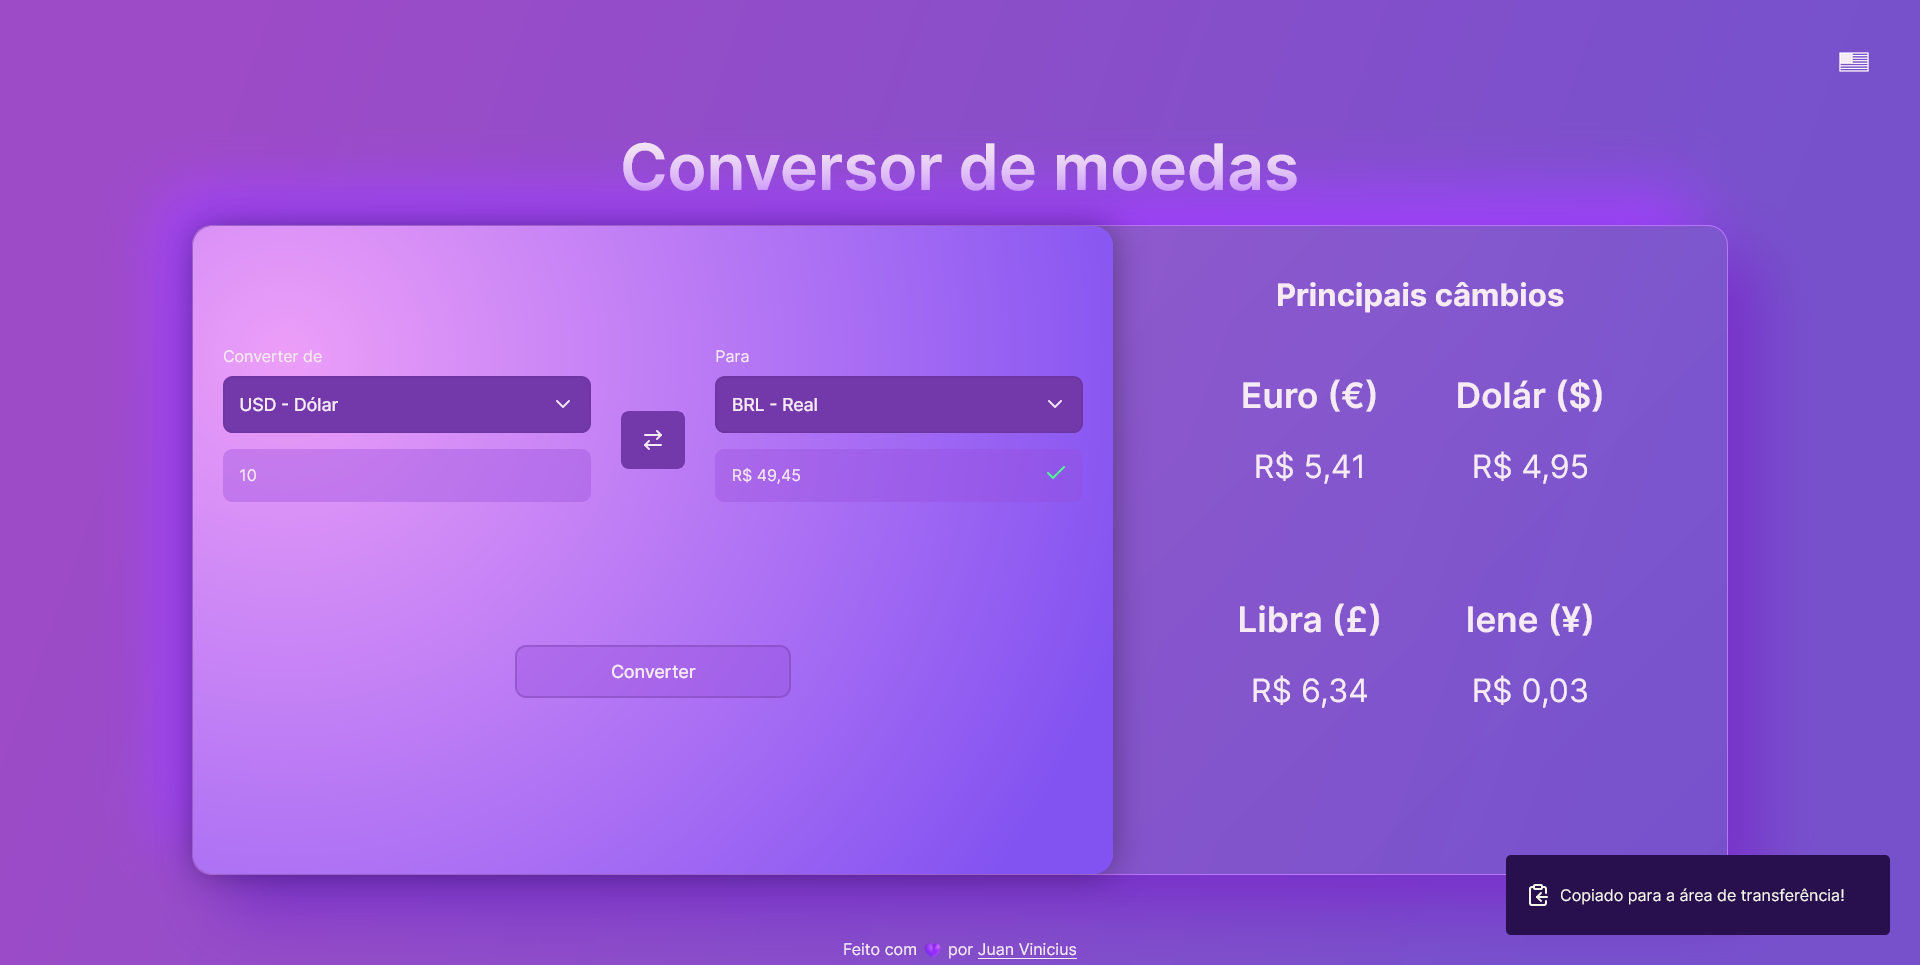 Conversor de moedas
Converter de
USD - Dólar
10
Para
BRL - Real
R$ 49,45
Converter
Principais câmbios
Euro (€)
R$ 5,41
Dolár ($)
R$ 4,95
Libra (£)
R$ 6,34
Iene (¥)
R$ 0,03
Copiado para a área de transferência!
Feito com 💜 por Juan Vinicius